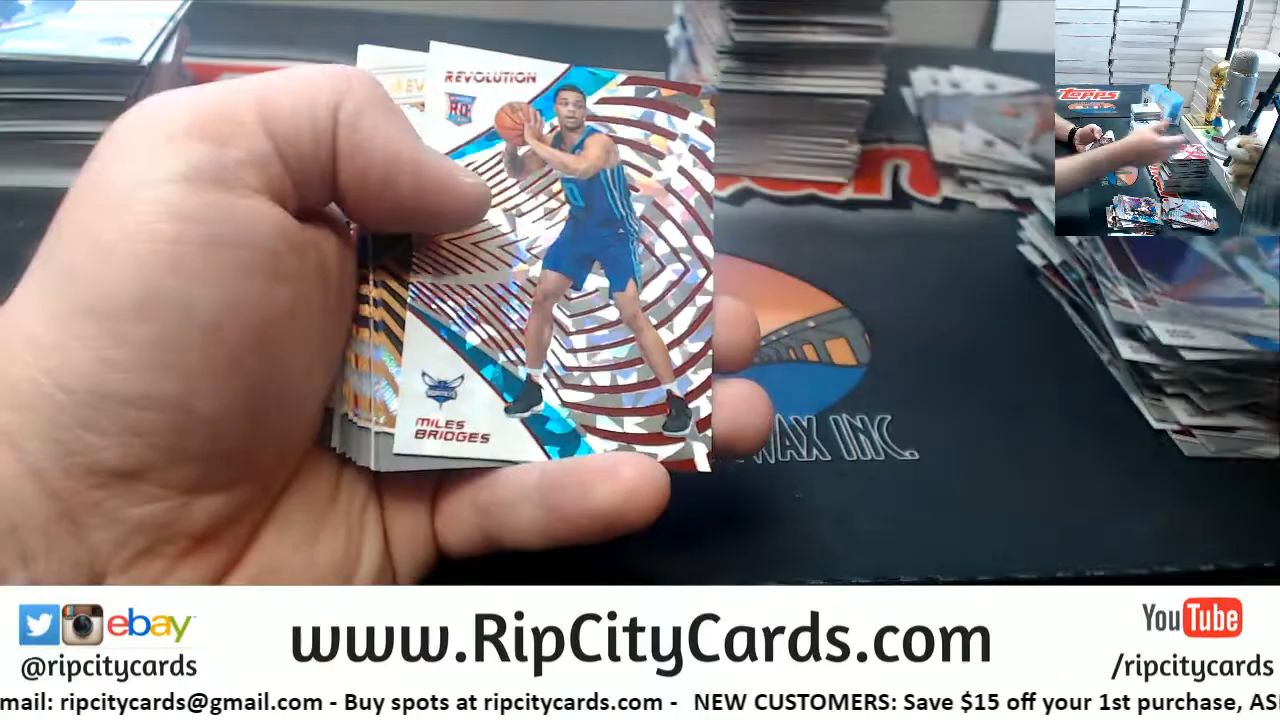 REVOLUTION
RC
MILES
BRIDGES
Topps
WAX INC.
ebay
@ripcitycards
www.RipCityCards.com
YouTube
/ripcitycards
mail: ripcitycards@gmail.com - Buy spots at ripcitycards.com - NEW CUSTOMERS: Save $15 off your 1st purchase, AS